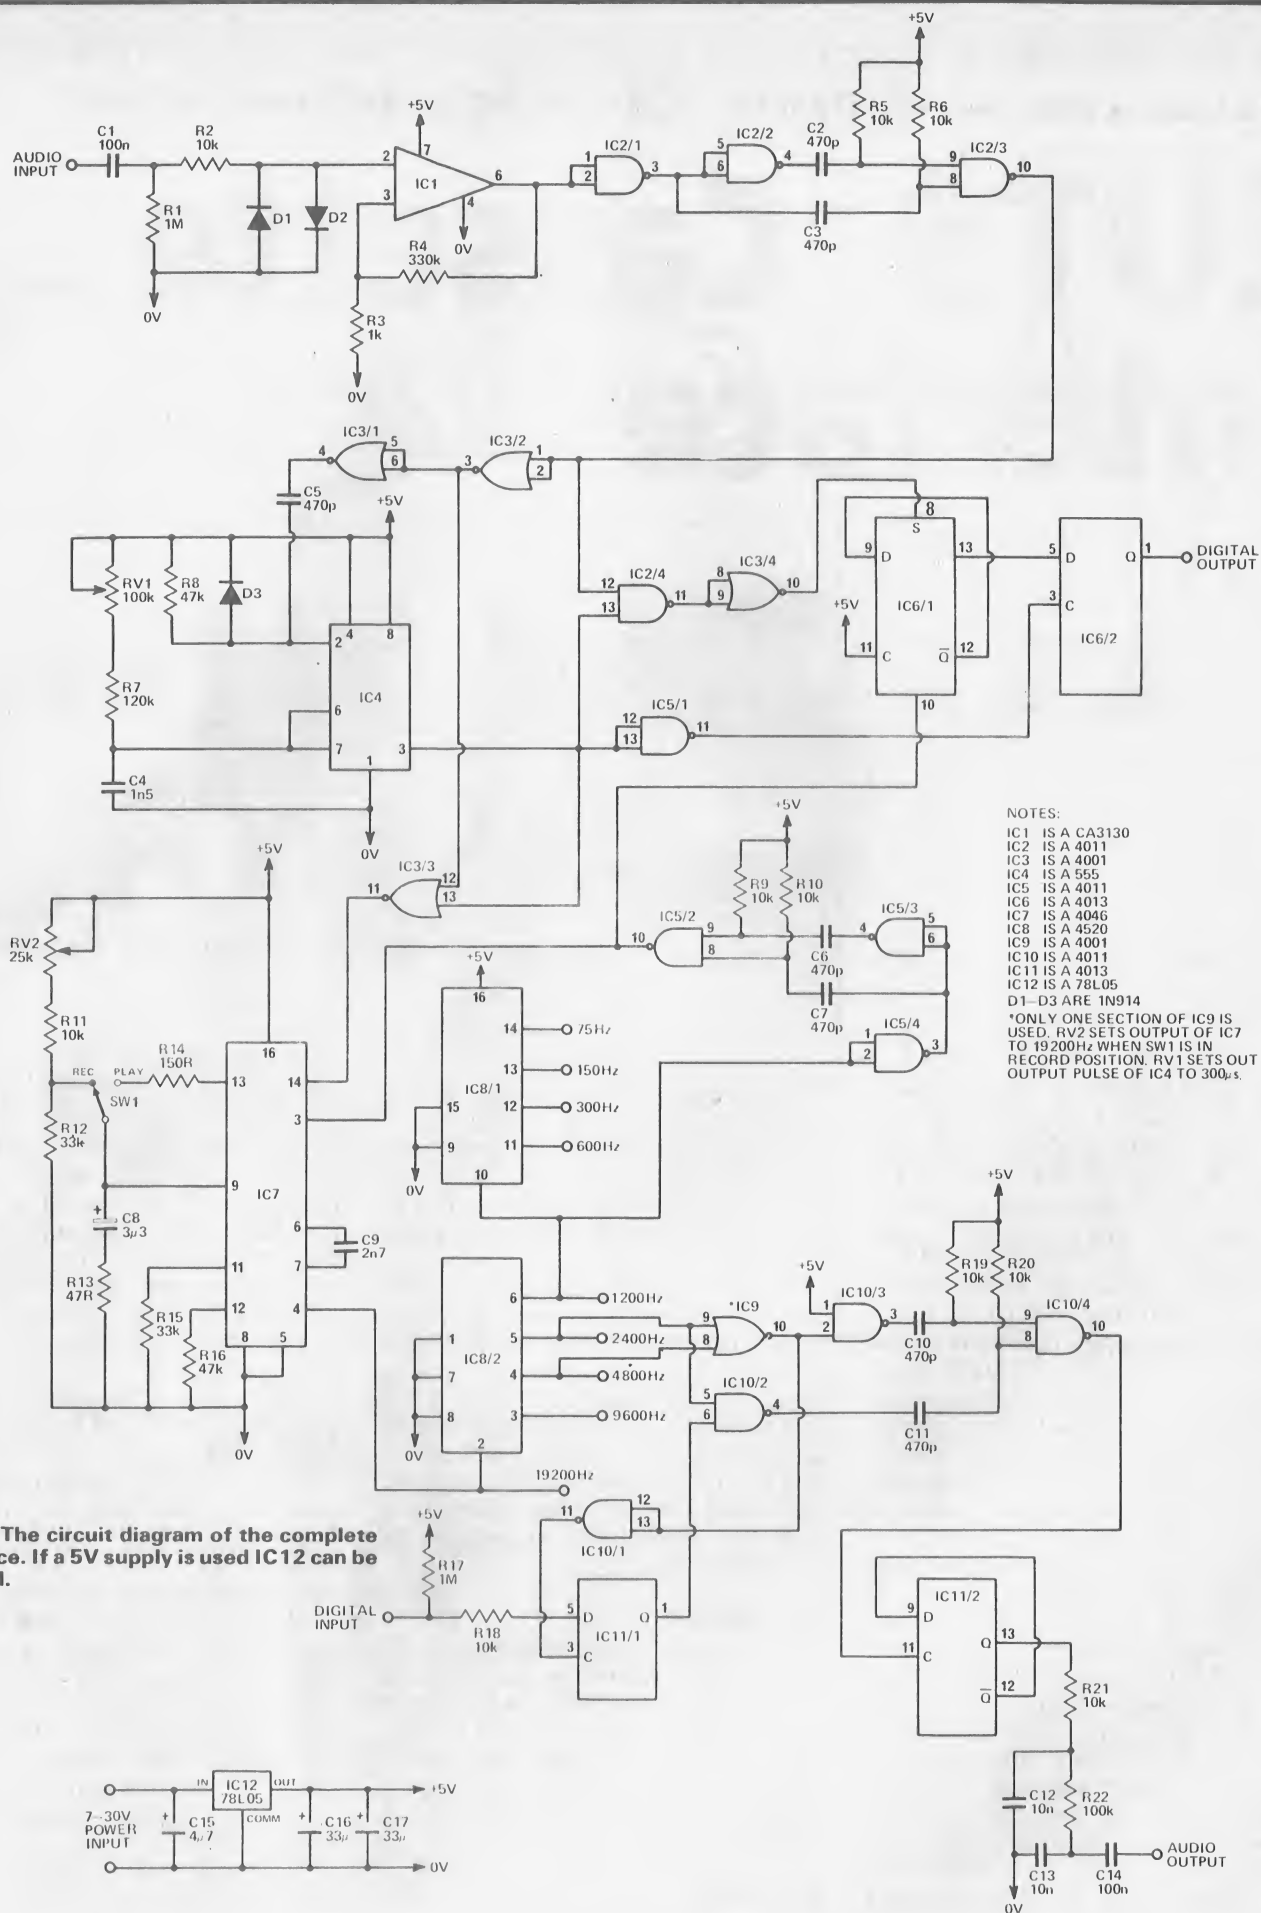 +5V
R5
10k
R6
10k
+5V
C1
100n
R2
10k
AUDIO
INPUT
R1
1M
D1
D2
0V
2
3
7
IC1
6
4
0V
R4
330k
R3
1k
0V
IC2/1
1
2
3
IC2/2
5
6
4
C2
470p
C3
470p
IC2/3
9
8
10
IC3/1
4
5
6
IC3/2
3
1
2
C5
470p
+5V
RV1
100k
R8
47k
D3
R7
120k
C4
1n5
4
8
2
IC4
6
7
3
1
0V
IC2/4
12
13
11
IC3/4
8
9
10
8
S
9
D
13
IC6/1
+5V
11
C
Q
12
10
5
D
Q
1
DIGITAL
OUTPUT
3
C
IC6/2
IC5/1
12
13
11
NOTES:
IC1 IS A CA3130
IC2 IS A 4011
IC3 IS A 4001
IC4 IS A 555
IC5 IS A 4011
IC6 IS A 4013
IC7 IS A 4046
IC8 IS A 4520
IC9 IS A 4001
IC10 IS A 4011
IC11 IS A 4013
IC12 IS A 78L05
D1–D3 ARE 1N914
*ONLY ONE SECTION OF IC9 IS
USED. RV2 SETS OUTPUT OF IC7
TO 19200Hz WHEN SW1 IS IN
RECORD POSITION. RV1 SETS OUT
OUTPUT PULSE OF IC4 TO 300µs.
IC3/3
11
12
13
+5V
R9
10k
R10
10k
IC5/2
10
9
8
C6
470p
IC5/3
4
5
6
C7
470p
IC5/4
1
2
3
+5V
RV2
25k
R11
10k
REC
PLAY
R14
150R
SW1
R12
33k
C8
3µ3
+
R13
47R
R15
33k
R16
47k
16
13
14
3
9
IC7
6
7
C9
2n7
11
12
4
8
5
0V
+5V
16
14
75Hz
13
150Hz
IC8/1
15
12
300Hz
9
11
600Hz
10
0V
6
1200Hz
1
5
2400Hz
IC8/2
7
4
4800Hz
8
3
9600Hz
2
0V
19200Hz
*IC9
9
8
10
+5V
IC10/3
1
2
3
IC10/2
5
6
4
C10
470p
C11
470p
+5V
R19
10k
R20
10k
IC10/4
9
8
10
11
12
13
IC10/1
The circuit diagram of the complete
ce. If a 5V supply is used IC12 can be
l.
+5V
R17
1M
DIGITAL
INPUT
R18
10k
5
D
Q
1
3
C
IC11/1
IC11/2
9
D
13
Q
11
C
12
Q
R21
10k
C12
10n
R22
100k
C13
10n
C14
100n
AUDIO
OUTPUT
0V
7–30V
POWER
INPUT
IN
IC12
78L05
OUT
COMM
+
C15
4µ7
+
C16
33µ
+
C17
33µ
+5V
0V